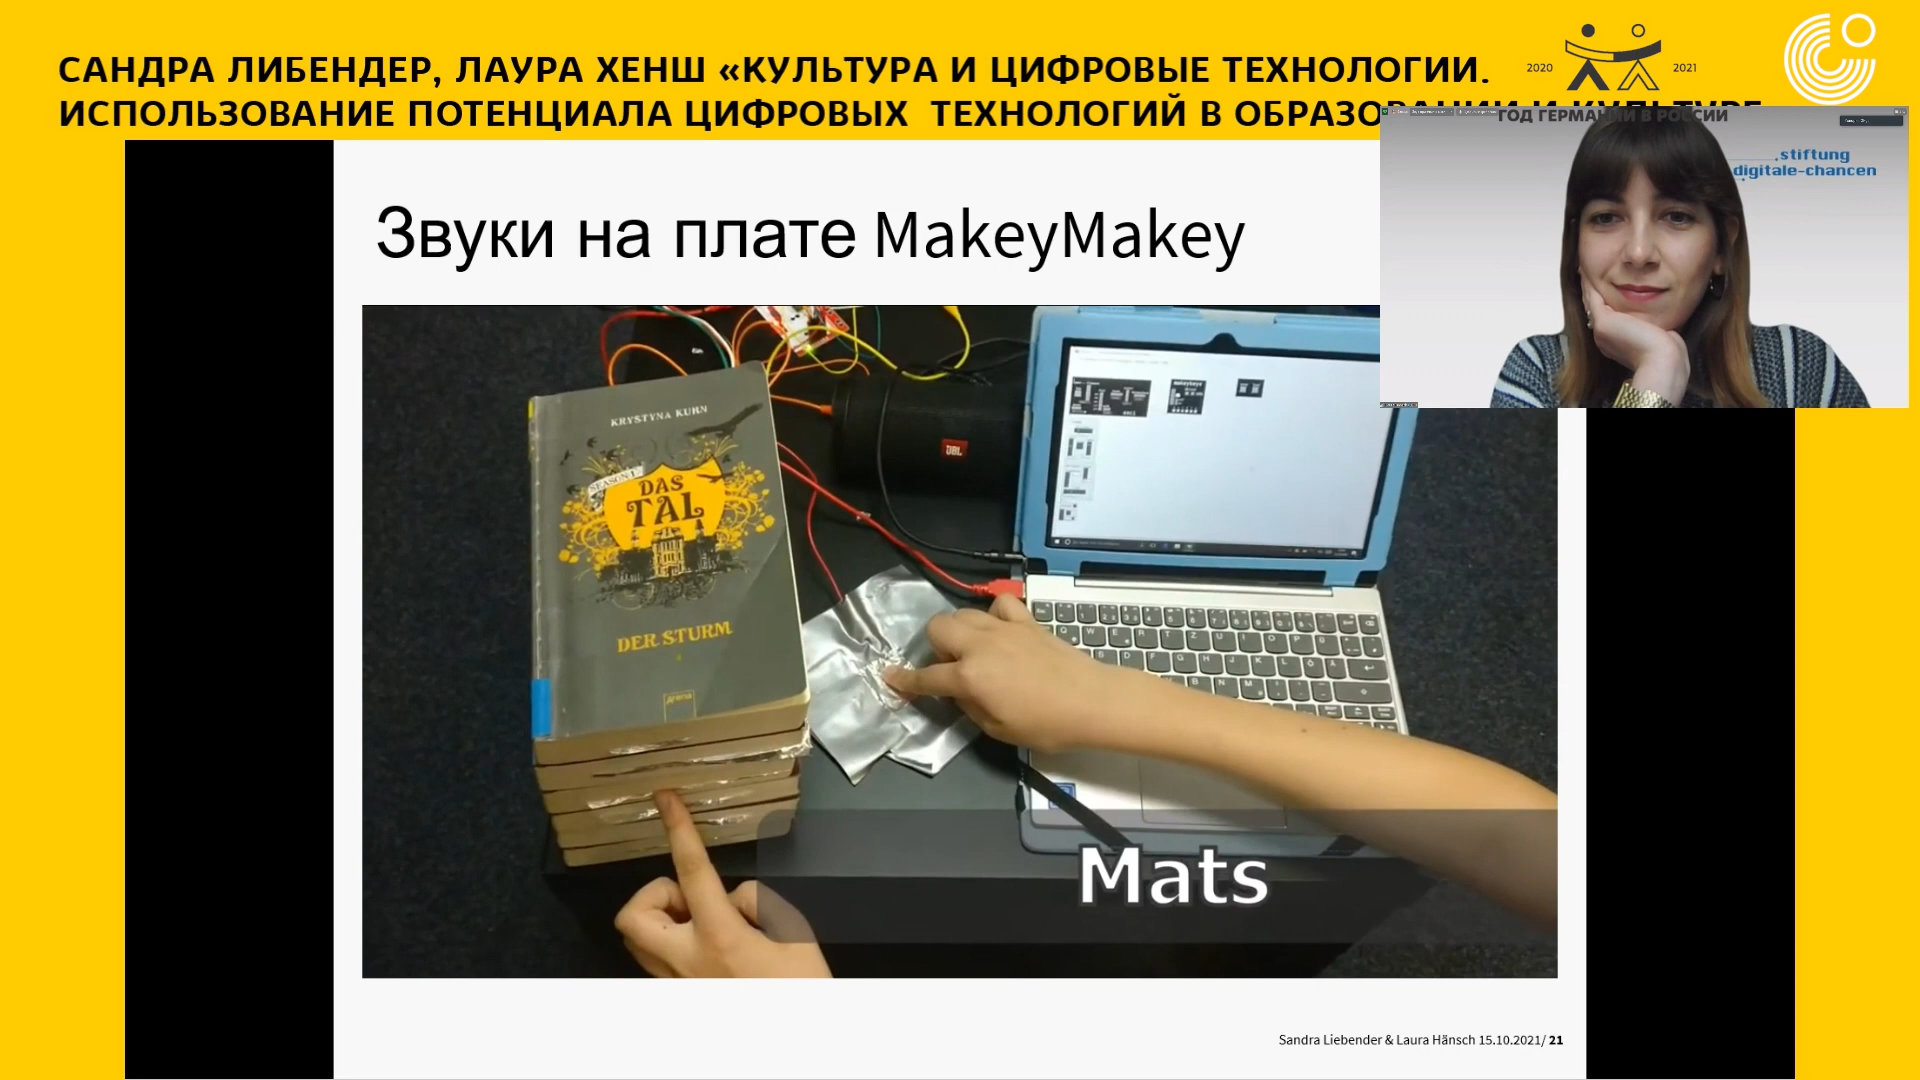 САНДРА ЛИБЕНДЕР, ЛАУРА ХЕНШ «КУЛЬТУРА И ЦИФРОВЫЕ ТЕХНОЛОГИИ.
ИСПОЛЬЗОВАНИЕ ПОТЕНЦИАЛА ЦИФРОВЫХ ТЕХНОЛОГИЙ В ОБРАЗОВАНИИ И КУЛЬТУРЕ
2020 2021
ГОД ГЕРМАНИИ В РОССИИ
stiftung
digitale-chancen
Звуки на плате MakeyMakey
KRYSTYNA KUHN
SEASON 1
DAS
TAL
DER STURM
arena
JBL
Mats
Sandra Liebender & Laura Hänsch 15.10.2021/ 21